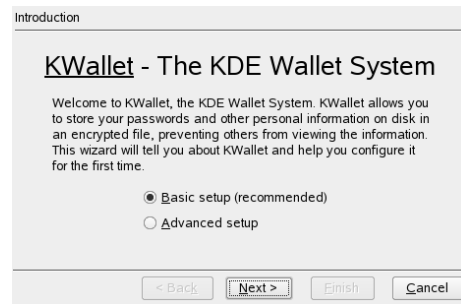 Introduction
KWallet - The KDE Wallet System
Welcome to KWallet, the KDE Wallet System. KWallet allows you
to store your passwords and other personal information on disk in
an encrypted file, preventing others from viewing the information.
This wizard will tell you about KWallet and help you configure it
for the first time.
Basic setup (recommended)
Advanced setup
< Back Next > Finish Cancel